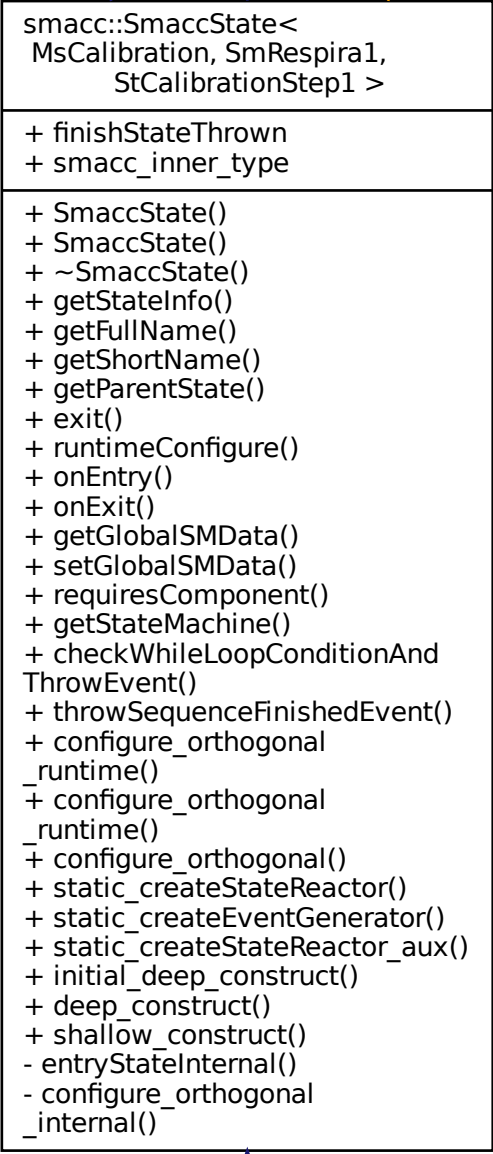 smacc::SmaccState<
MsCalibration, SmRespira1,
StCalibrationStep1 >
+ finishStateThrown
+ smacc_inner_type
+ SmaccState()
+ SmaccState()
+ ~SmaccState()
+ getStateInfo()
+ getFullName()
+ getShortName()
+ getParentState()
+ exit()
+ runtimeConfigure()
+ onEntry()
+ onExit()
+ getGlobalSMData()
+ setGlobalSMData()
+ requiresComponent()
+ getStateMachine()
+ checkWhileLoopConditionAnd
ThrowEvent()
+ throwSequenceFinishedEvent()
+ configure_orthogonal
_runtime()
+ configure_orthogonal
_runtime()
+ configure_orthogonal()
+ static_createStateReactor()
+ static_createEventGenerator()
+ static_createStateReactor_aux()
+ initial_deep_construct()
+ deep_construct()
+ shallow_construct()
- entryStateInternal()
- configure_orthogonal
_internal()